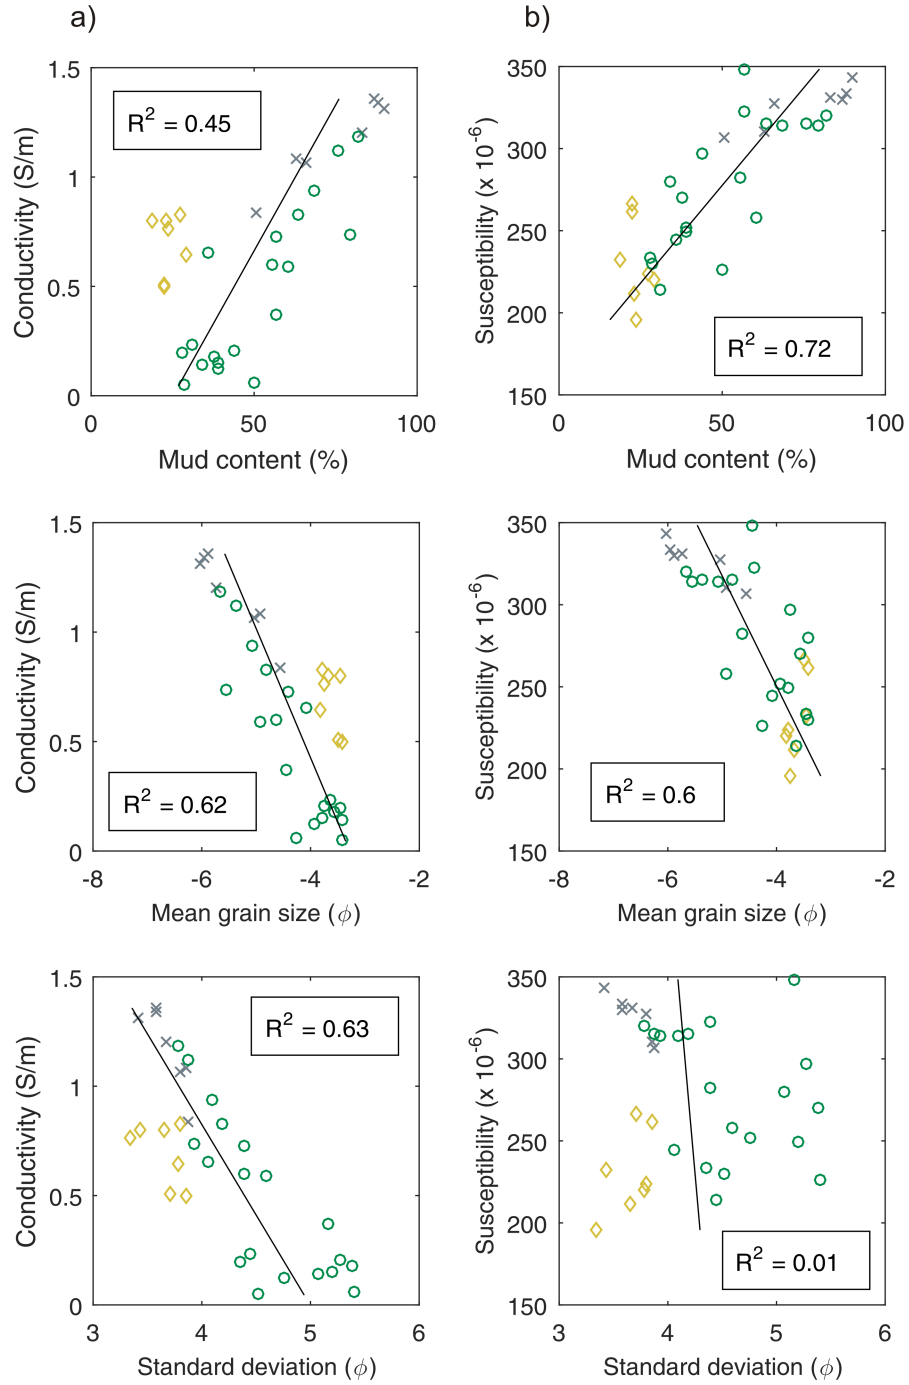 a)
b)
1.5
1
0.5
0
Conductivity (S/m)
R² = 0.45
0
50
100
Mud content (%)
350
300
250
200
150
Susceptibility (x 10⁻⁶)
R² = 0.72
0
50
100
Mud content (%)
1.5
1
0.5
0
Conductivity (S/m)
R² = 0.62
-8
-6
-4
-2
Mean grain size (ϕ)
350
300
250
200
150
Susceptibility (x 10⁻⁶)
R² = 0.6
-8
-6
-4
-2
Mean grain size (ϕ)
1.5
1
0.5
0
Conductivity (S/m)
R² = 0.63
3
4
5
6
Standard deviation (ϕ)
350
300
250
200
150
Susceptibility (x 10⁻⁶)
R² = 0.01
3
4
5
6
Standard deviation (ϕ)